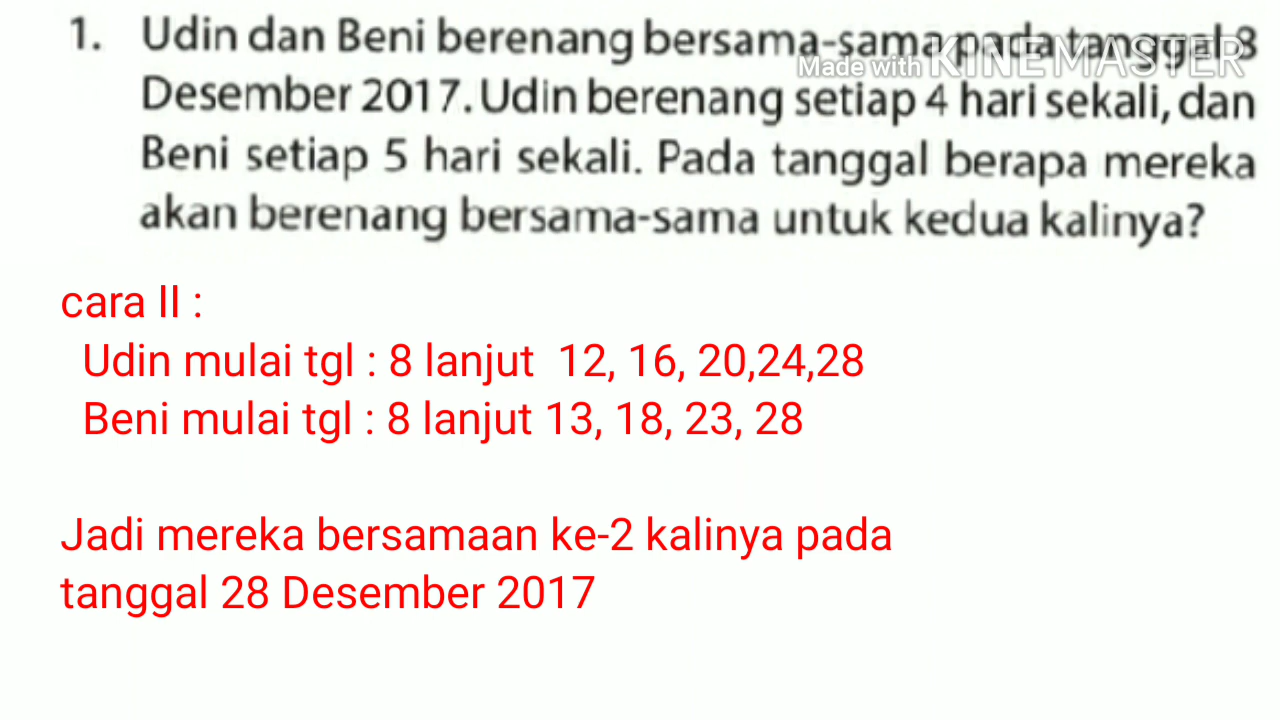 1. Udin dan Beni berenang bersama-sama pada tanggal 8
Made with KINEMASTER
Desember 2017. Udin berenang setiap 4 hari sekali, dan
Beni setiap 5 hari sekali. Pada tanggal berapa mereka
akan berenang bersama-sama untuk kedua kalinya?
cara II :
Udin mulai tgl : 8 lanjut 12, 16, 20,24,28
Beni mulai tgl : 8 lanjut 13, 18, 23, 28
Jadi mereka bersamaan ke-2 kalinya pada
tanggal 28 Desember 2017